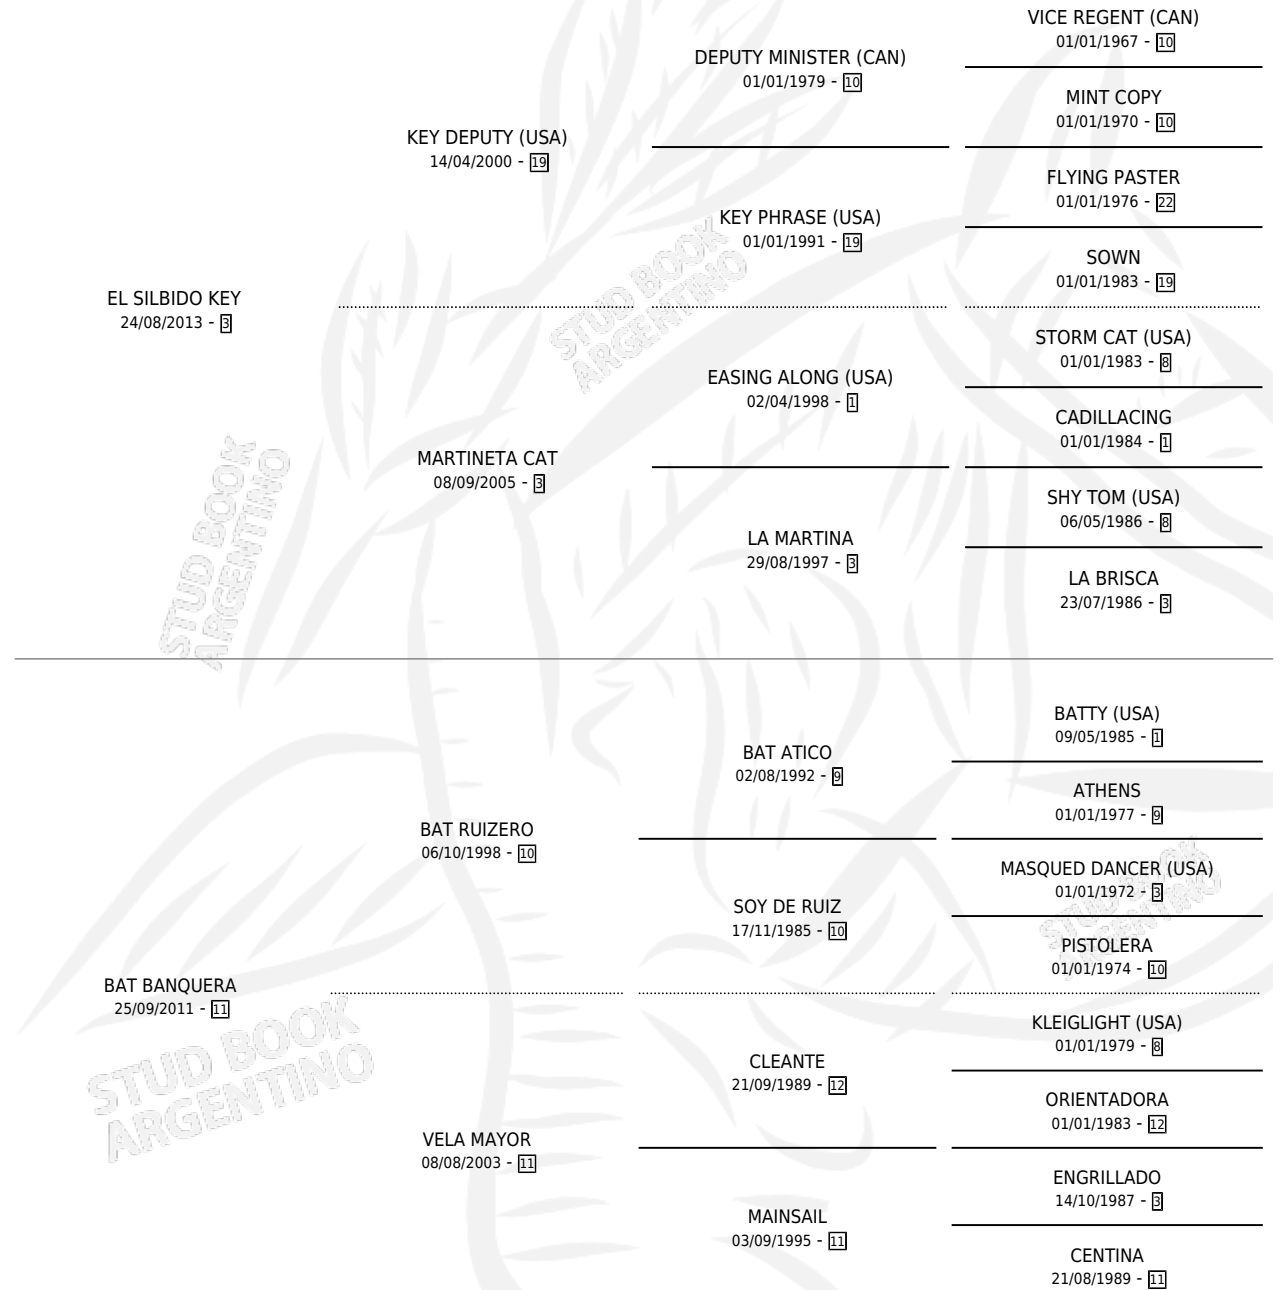 VICE REGENT (CAN)
01/01/1967 - 10
DEPUTY MINISTER (CAN)
01/01/1979 - 10
MINT COPY
01/01/1970 - 10
KEY DEPUTY (USA)
14/04/2000 - 19
FLYING PASTER
01/01/1976 - 22
KEY PHRASE (USA)
01/01/1991 - 19
SOWN
01/01/1983 - 19
EL SILBIDO KEY
24/08/2013 - 3
STUD BOOK
ARGENTINO
STORM CAT (USA)
01/01/1983 - 8
EASING ALONG (USA)
02/04/1998 - 1
CADILLACING
01/01/1984 - 1
MARTINETA CAT
08/09/2005 - 3
SHY TOM (USA)
06/05/1986 - 8
LA MARTINA
29/08/1997 - 3
LA BRISCA
23/07/1986 - 3
STUD BOOK
ARGENTINO
BATTY (USA)
09/05/1985 - 1
BAT ATICO
02/08/1992 - 9
ATHENS
01/01/1977 - 9
BAT RUIZERO
06/10/1998 - 10
MASQUED DANCER (USA)
01/01/1972 - 3
SOY DE RUIZ
17/11/1985 - 10
STUD BOOK
ARGENTINO
PISTOLERA
01/01/1974 - 10
BAT BANQUERA
25/09/2011 - 11
STUD BOOK
ARGENTINO
KLEIGLIGHT (USA)
01/01/1979 - 8
CLEANTE
21/09/1989 - 12
ORIENTADORA
01/01/1983 - 12
VELA MAYOR
08/08/2003 - 11
ENGRILLADO
14/10/1987 - 3
MAINSAIL
03/09/1995 - 11
CENTINA
21/08/1989 - 11